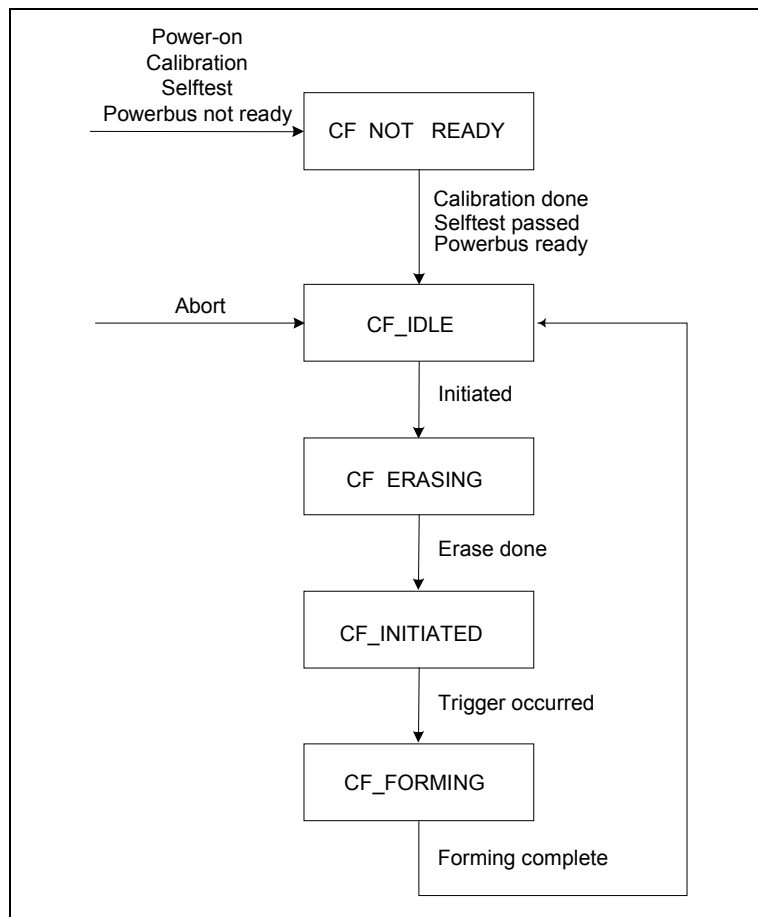 Power-on
Calibration
Selftest
Powerbus not ready
CF NOT READY
Calibration done
Selftest passed
Powerbus ready
Abort
CF_IDLE
Initiated
CF ERASING
Erase done
CF_INITIATED
Trigger occurred
CF_FORMING
Forming complete